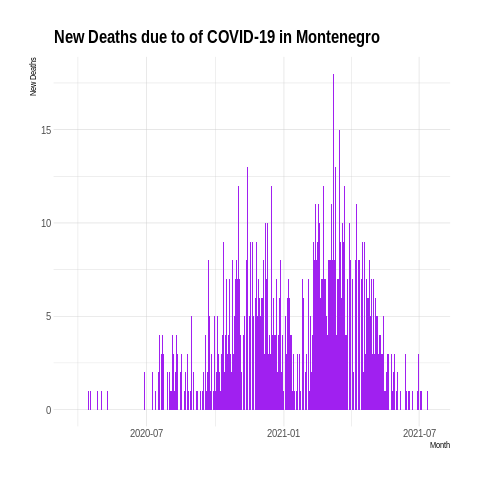 New Deaths due to of COVID-19 in Montenegro
New Deaths
15
10
5
0
2020-07 2021-01 2021-07
Month